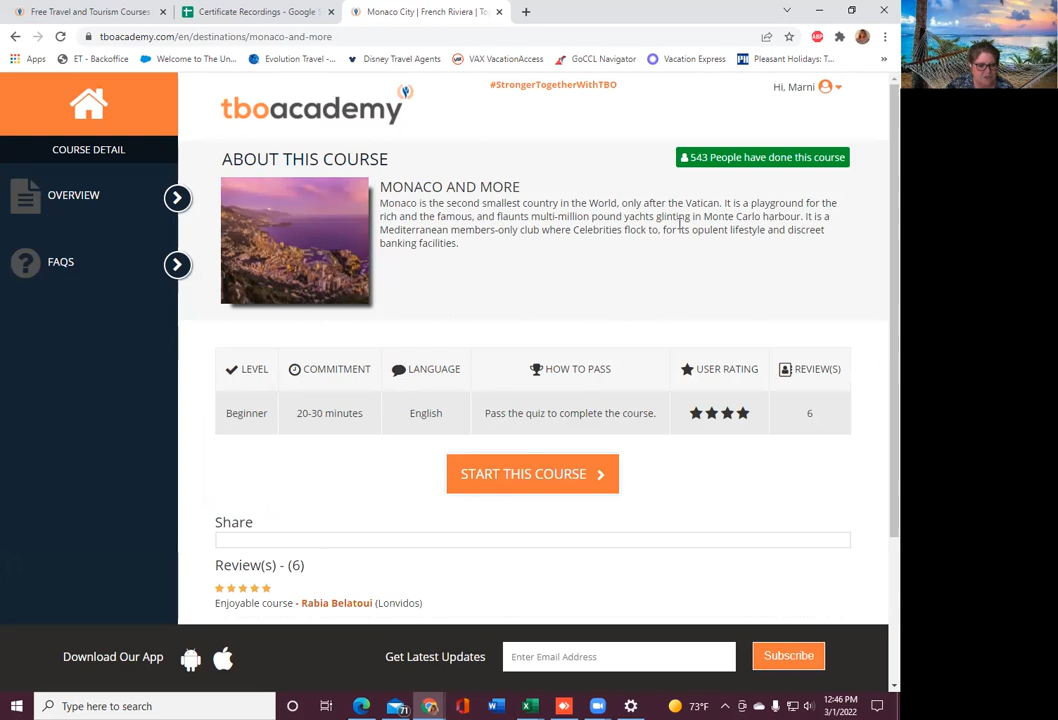 Free Travel and Tourism Courses
Certificate Recordings - Google S
Monaco City | French Riviera | To
tboacademy.com/en/destinations/monaco-and-more
Apps
ET - Backoffice
Welcome to The Un...
Evolution Travel -...
Disney Travel Agents
VAX VacationAccess
GoCCL Navigator
Vacation Express
Pleasant Holidays: T...
»
#StrongerTogetherWithTBO
Hi, Marni
tboacademy
COURSE DETAIL
OVERVIEW
FAQS
ABOUT THIS COURSE
543 People have done this course
MONACO AND MORE
Monaco is the second smallest country in the World, only after the Vatican. It is a playground for the
rich and the famous, and flaunts multi-million pound yachts glinting in Monte Carlo harbour. It is a
Mediterranean members-only club where Celebrities flock to, for its opulent lifestyle and discreet
banking facilities.
LEVEL
COMMITMENT
LANGUAGE
HOW TO PASS
USER RATING
REVIEW(S)
Beginner
20-30 minutes
English
Pass the quiz to complete the course.
6
START THIS COURSE
Share
Review(s) - (6)
Enjoyable course - Rabia Belatoui (Lonvidos)
Download Our App
Get Latest Updates
Enter Email Address
Subscribe
Type here to search
71
73°F
12:46 PM
3/1/2022